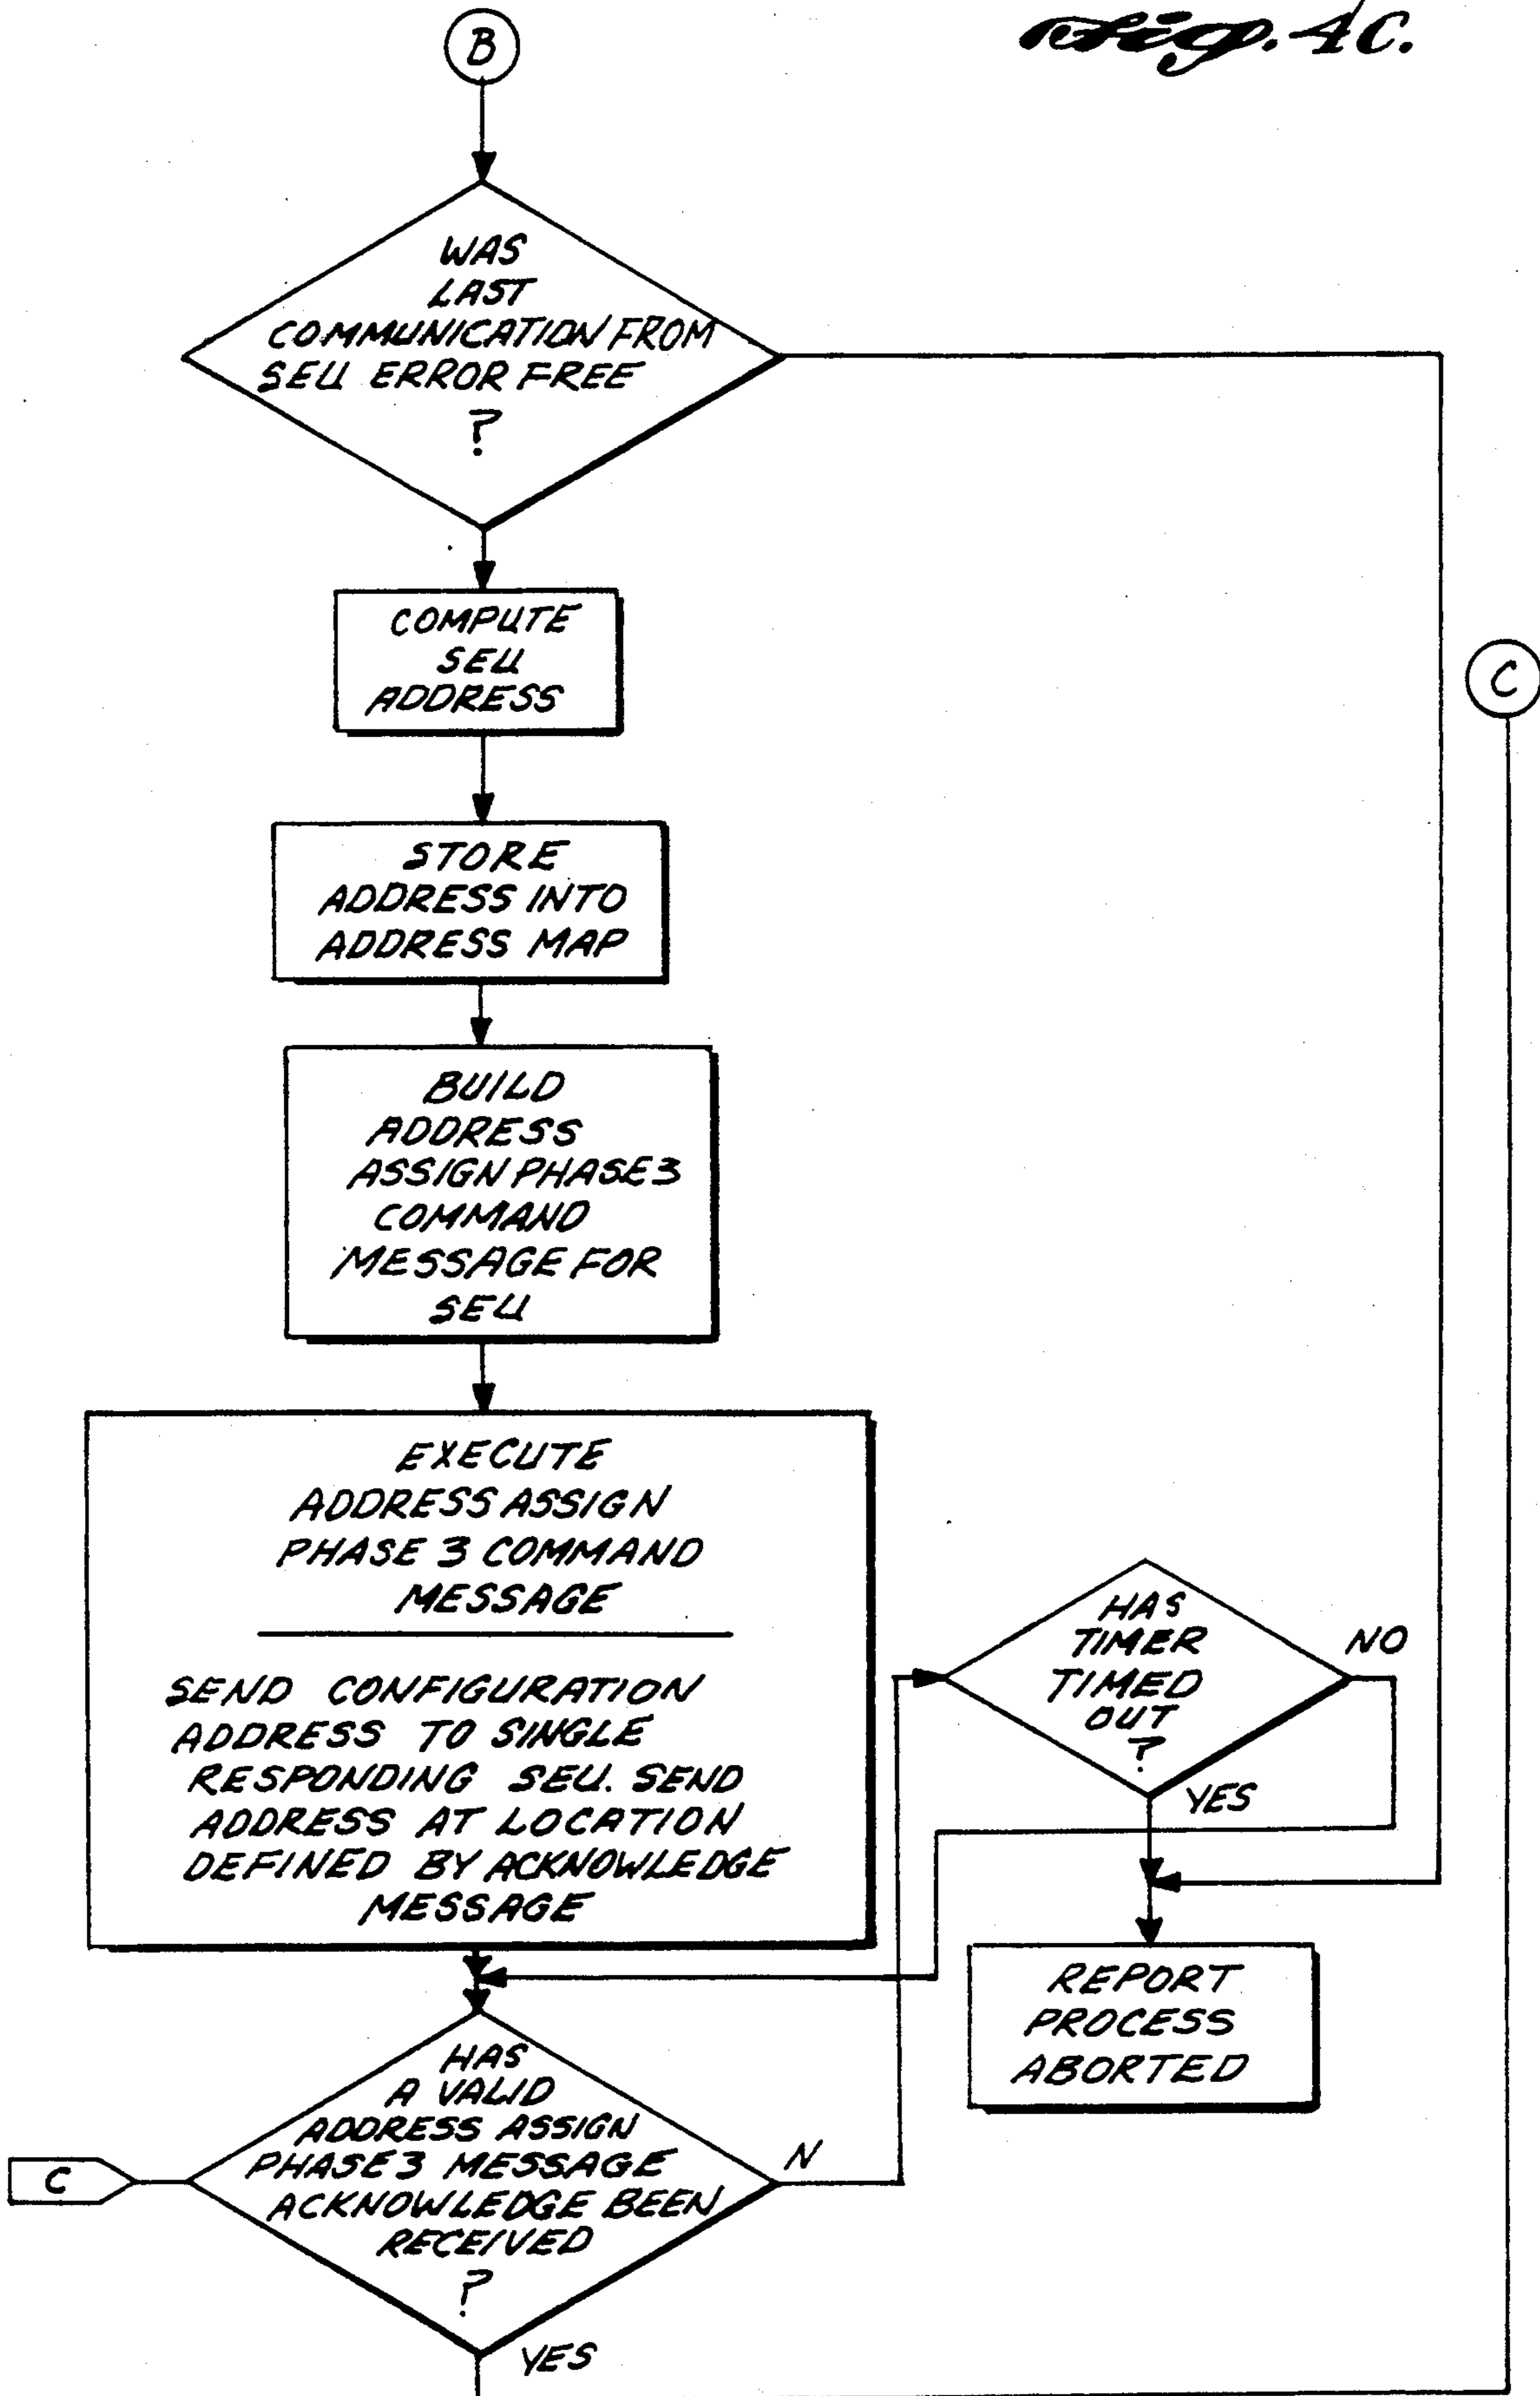 Fig. 4C.
B
WAS
LAST
COMMUNICATION FROM
SEU ERROR FREE
?
COMPUTE
SEU
ADDRESS
C
STORE
ADDRESS INTO
ADDRESS MAP
BUILD
ADDRESS
ASSIGN PHASE 3
COMMAND
MESSAGE FOR
SEU
EXECUTE
ADDRESS ASSIGN
PHASE 3 COMMAND
MESSAGE
SEND CONFIGURATION
ADDRESS TO SINGLE
RESPONDING SEU. SEND
ADDRESS AT LOCATION
DEFINED BY ACKNOWLEDGE
MESSAGE
HAS
TIMER
TIMED
OUT
?
NO
YES
REPORT
PROCESS
ABORTED
HAS
A VALID
ADDRESS ASSIGN
PHASE 3 MESSAGE
ACKNOWLEDGE BEEN
RECEIVED
?
N
C
YES